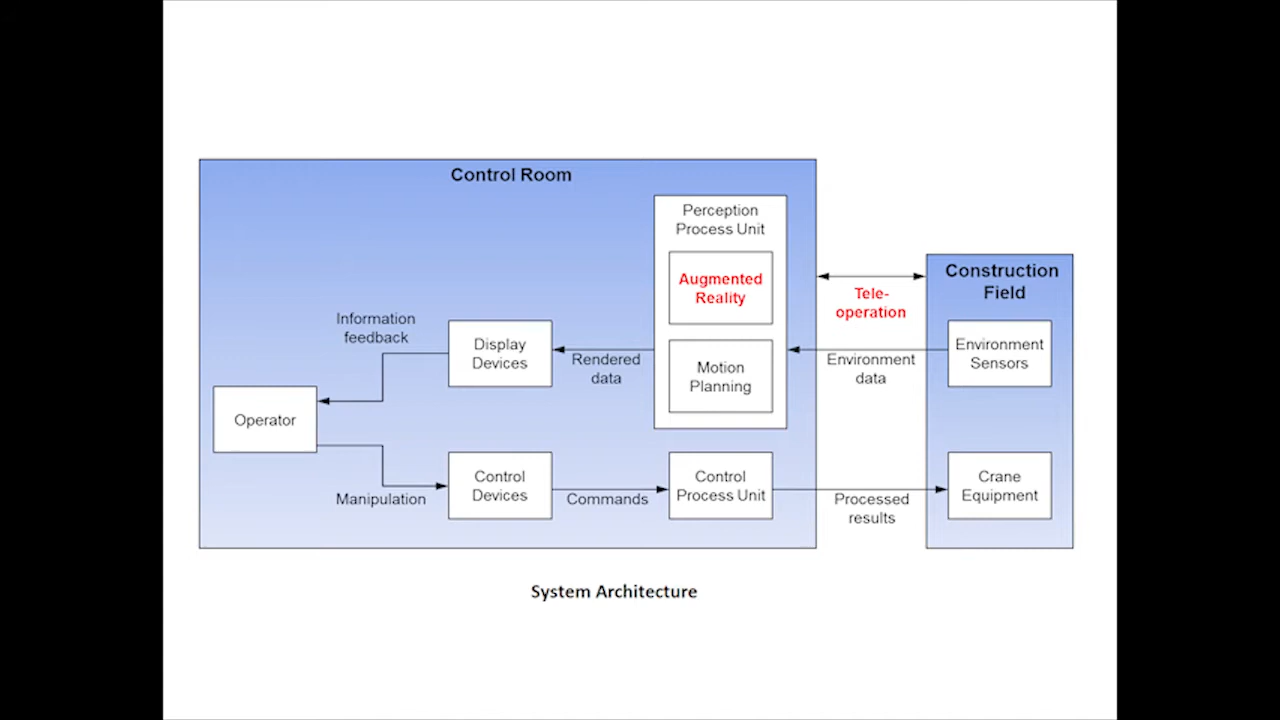 Control Room
Perception
Process Unit
Augmented
Reality
Motion
Planning
Construction
Field
Tele-
operation
Information
feedback
Display
Devices
Rendered
data
Environment
data
Environment
Sensors
Operator
Manipulation
Control
Devices
Commands
Control
Process Unit
Processed
results
Crane
Equipment
System Architecture